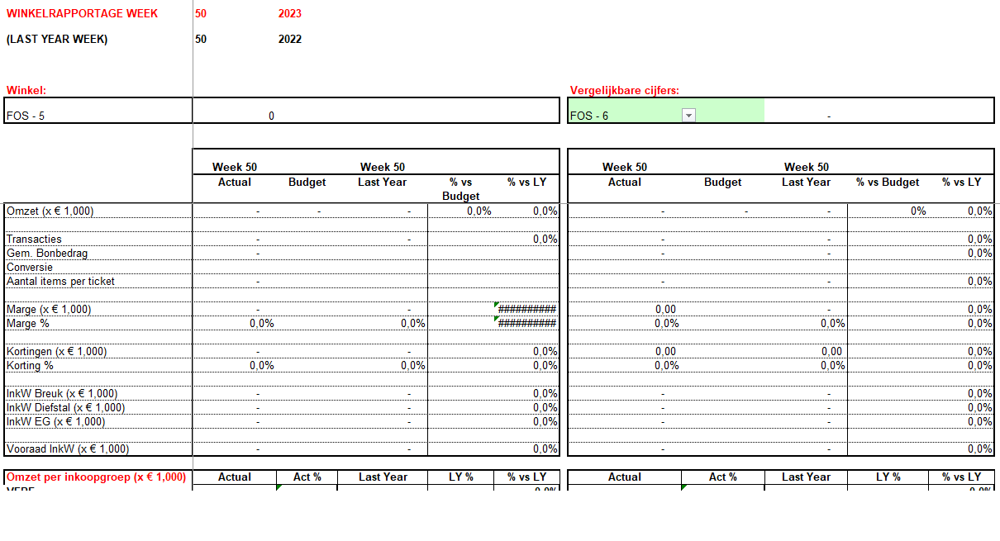 WINKELRAPPORTAGE WEEK 50 2023
(LAST YEAR WEEK) 50 2022
Winkel: Vergelijkbare cijfers:
FOS - 5 0 FOS - 6 -
Week 50 Week 50 Week 50 Week 50
Actual Budget Last Year % vs Budget % vs LY Actual Budget Last Year % vs Budget % vs LY
Omzet (x € 1,000) - - - 0,0% 0,0% - - - 0% 0,0%
Transacties - - 0,0% - - 0,0%
Gem. Bonbedrag - - - 0,0%
Conversie
Aantal items per ticket - - - 0,0%
Marge (x € 1,000) - - ########## 0,00 - 0,0%
Marge % 0,0% 0,0% ########## 0,0% 0,0% 0,0%
Kortingen (x € 1,000) - - 0,0% 0,00 0,00 0,0%
Korting % 0,0% 0,0% 0,0% 0,0% 0,0% 0,0%
InkW Breuk (x € 1,000) - - 0,0% - - 0,0%
InkW Diefstal (x € 1,000) - - 0,0% - - 0,0%
InkW EG (x € 1,000) - - 0,0% - - 0,0%
Vooraad InkW (x € 1,000) - - 0,0% - - 0,0%
Omzet per inkoopgroep (x € 1,000) Actual Act % Last Year LY % % vs LY Actual Act % Last Year LY % % vs LY